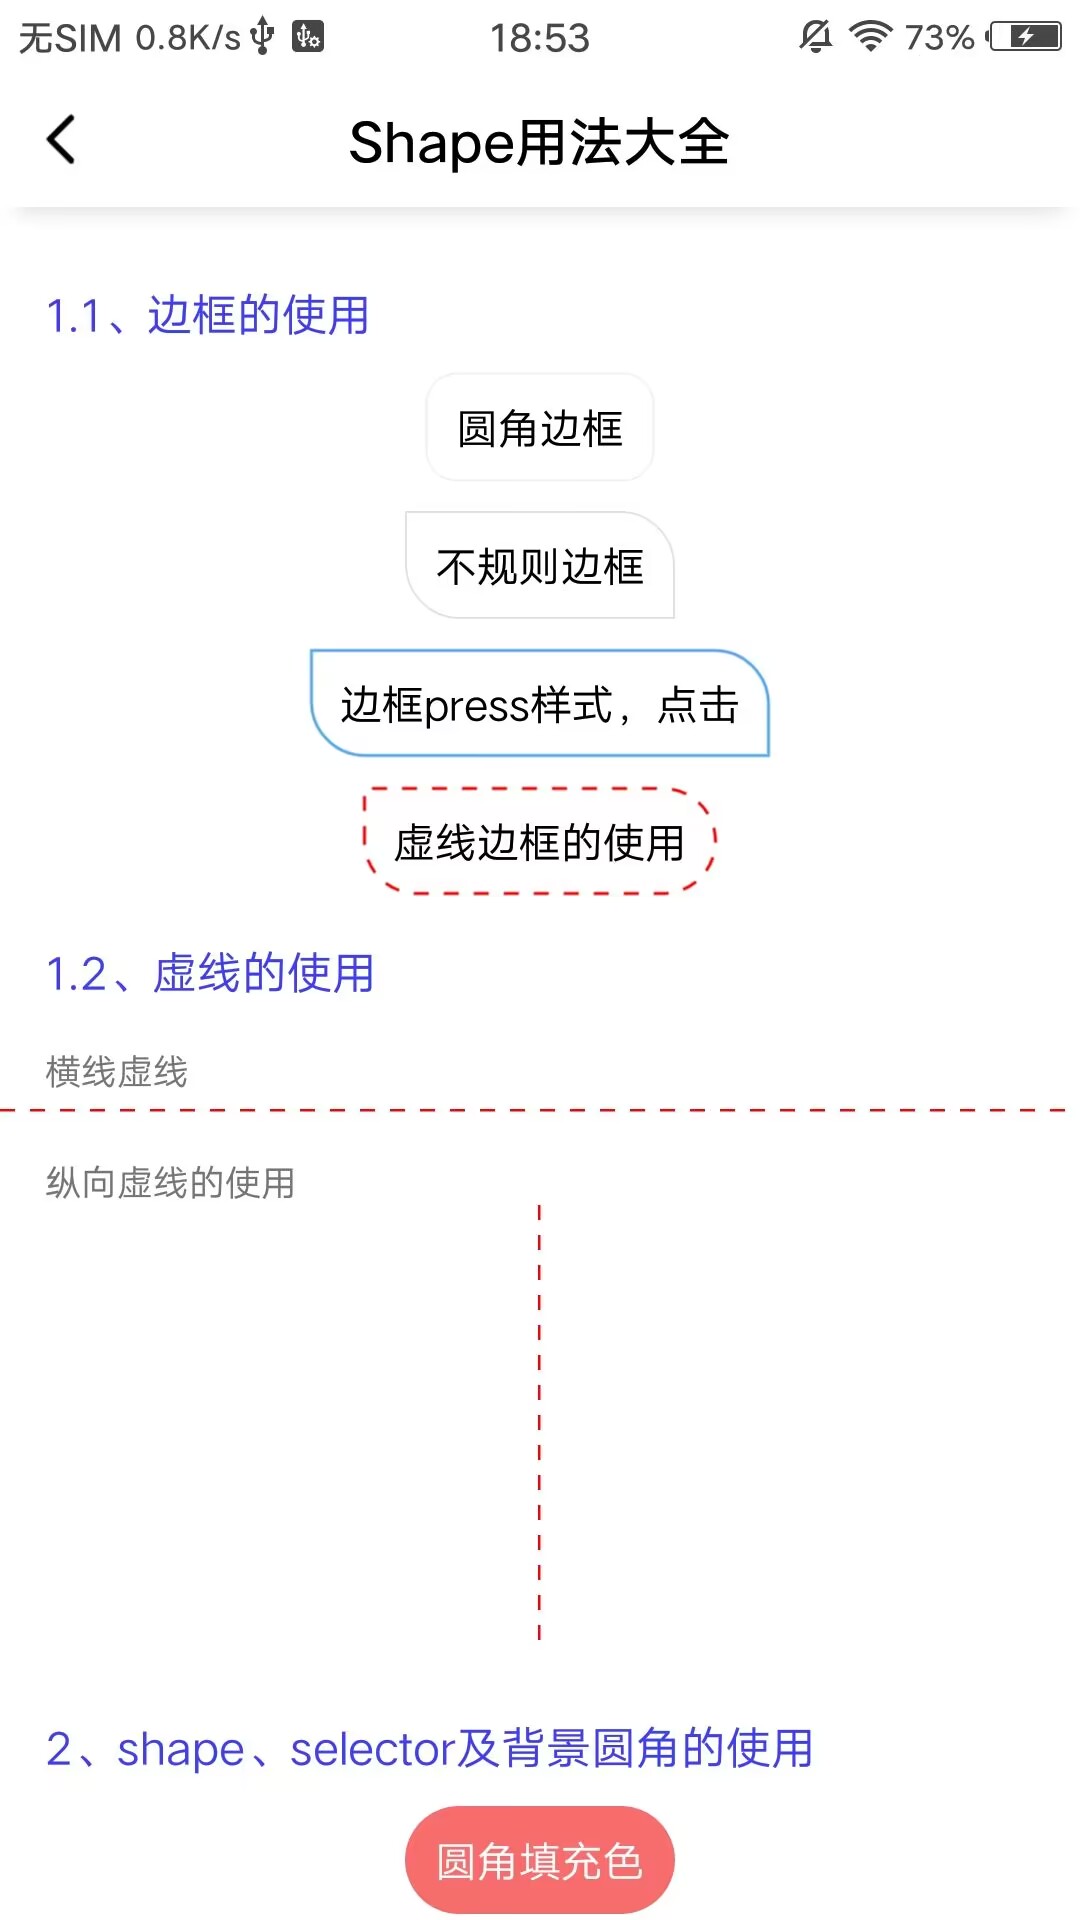 无SIM 0.8K/s 18:53 73%
Shape用法大全
1.1、边框的使用
圆角边框
不规则边框
边框press样式，点击
虚线边框的使用
1.2、虚线的使用
横线虚线
纵向虚线的使用
2、shape、selector及背景圆角的使用
圆角填充色